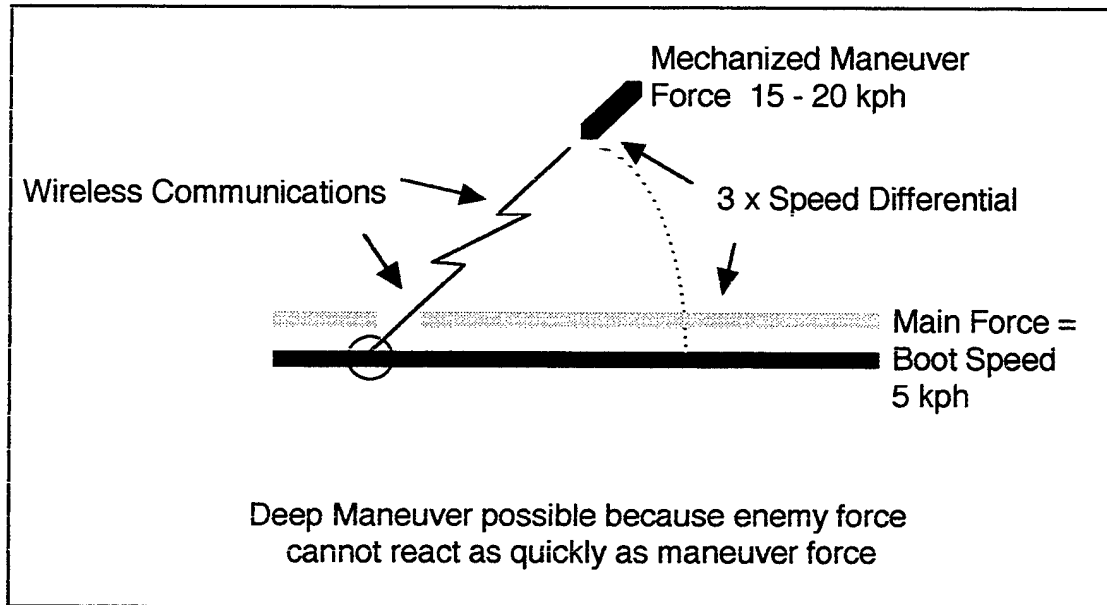 Mechanized Maneuver
Force 15 - 20 kph
Wireless Communications
3 x Speed Differential
Main Force =
Boot Speed
5 kph
Deep Maneuver possible because enemy force
cannot react as quickly as maneuver force